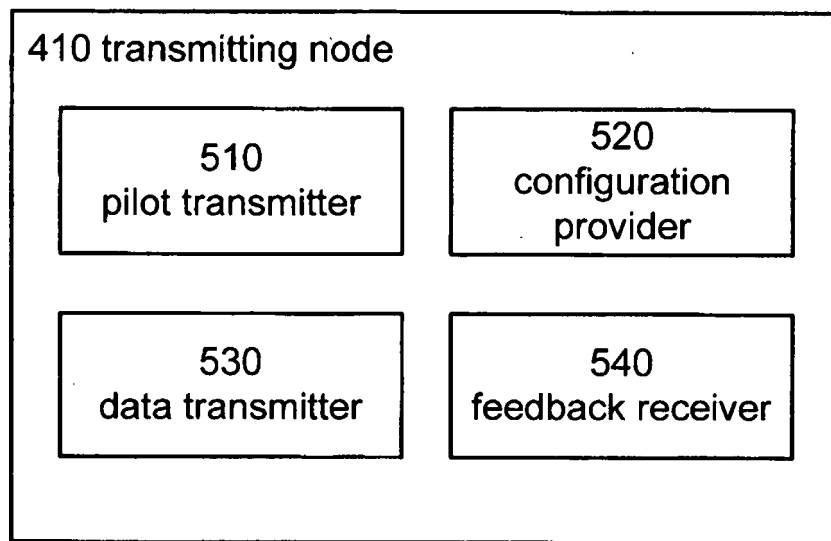 410 transmitting node
510
pilot transmitter
520
configuration
provider
530
data transmitter
540
feedback receiver